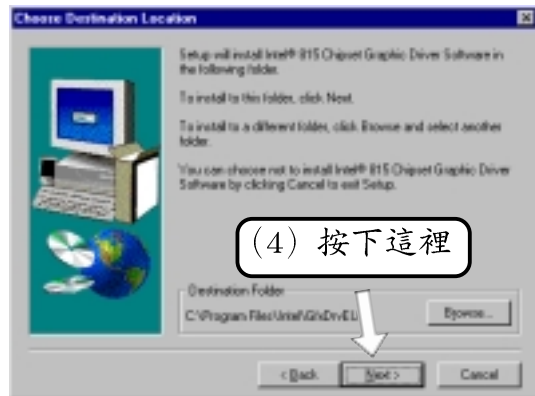 Choose Destination Location
Setup will install Intel® 815 Chipset Graphic Driver Software in
the following folder.
To install to this folder, click Next.
To install to a different folder, click Browse and select another
folder.
You can choose not to install Intel® 815 Chipset Graphic Driver
Software by clicking Cancel to exit Setup.
(4) 按下這裡
Destination Folder
C:\Program Files\Intel\
Browse...
< Back
Next >
Cancel